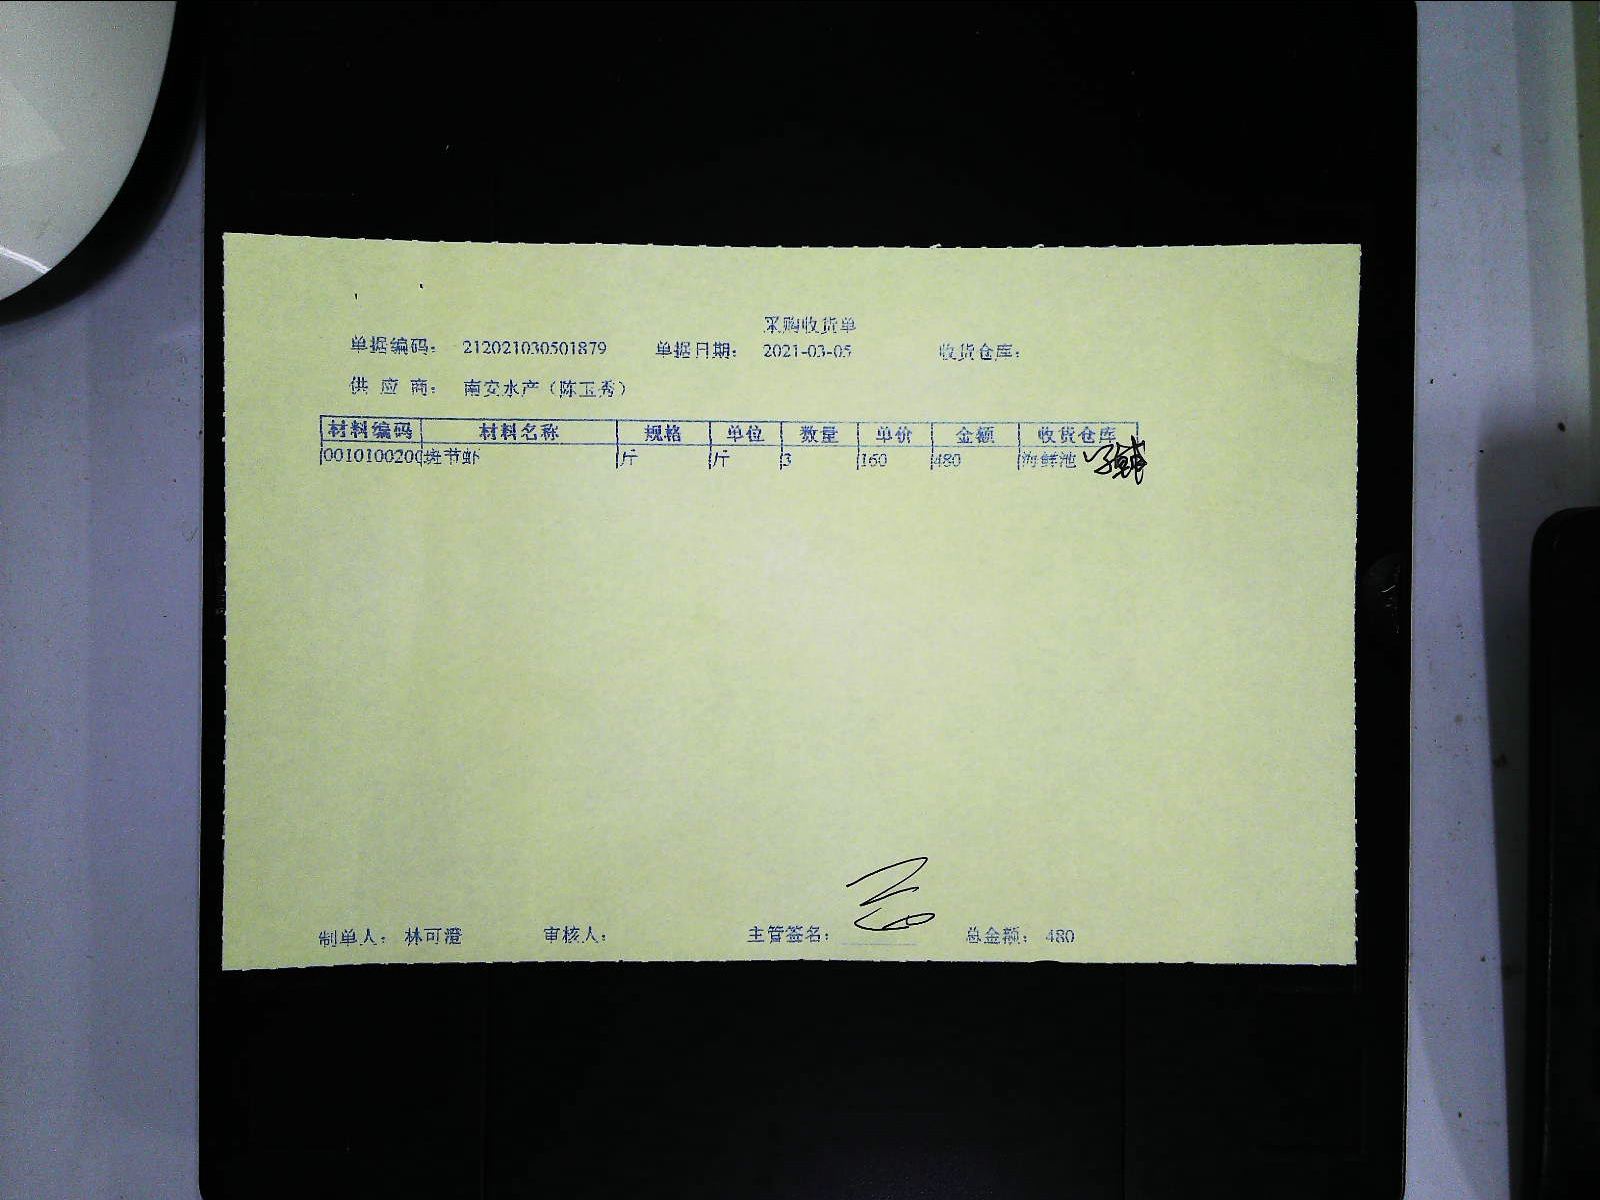 采购收货单
单据编码： 212021030501879 单据日期： 2021-03-05 收货仓库：
供 应 商： 南安水产（陈玉秀）
材料编码 材料名称 规格 单位 数量 单价 金额 收货仓库
0010100200 斑节虾 斤 斤 3 160 480 海鲜池
制单人： 林可澄 审核人： 主管签名： 总金额： 480